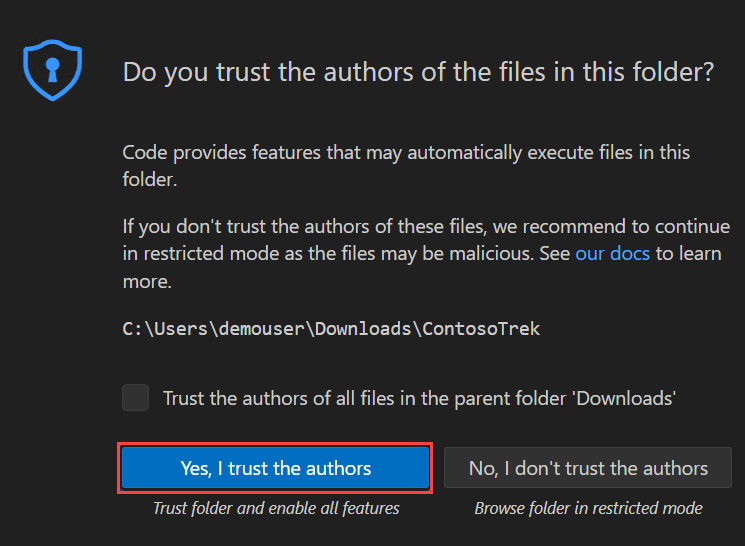 Do you trust the authors of the files in this folder?
Code provides features that may automatically execute files in this
folder.
If you don't trust the authors of these files, we recommend to continue
in restricted mode as the files may be malicious. See our docs to learn
more.
C:\Users\demouser\Downloads\ContosoTrek
Trust the authors of all files in the parent folder 'Downloads'
Yes, I trust the authors
No, I don't trust the authors
Trust folder and enable all features
Browse folder in restricted mode